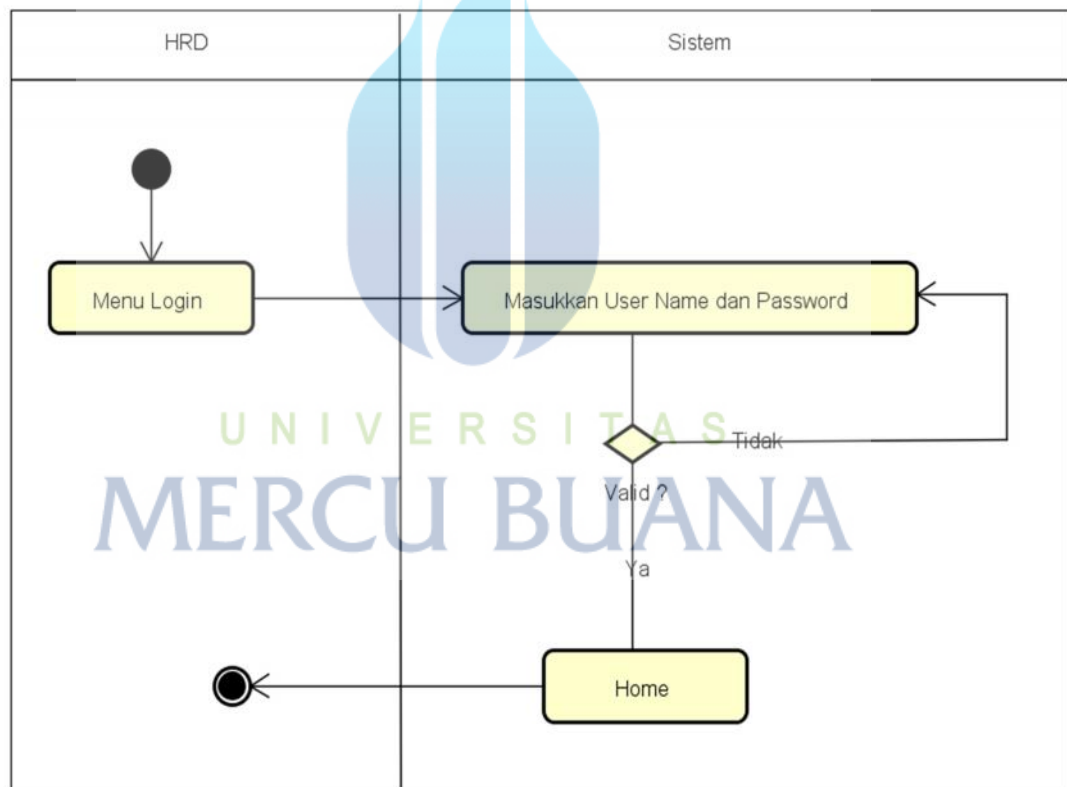 HRD
Sistem
Menu Login
Masukkan User Name dan Password
UNIVERSITAS
Tidak
MERCU BUANA
Valid ?
Ya
Home